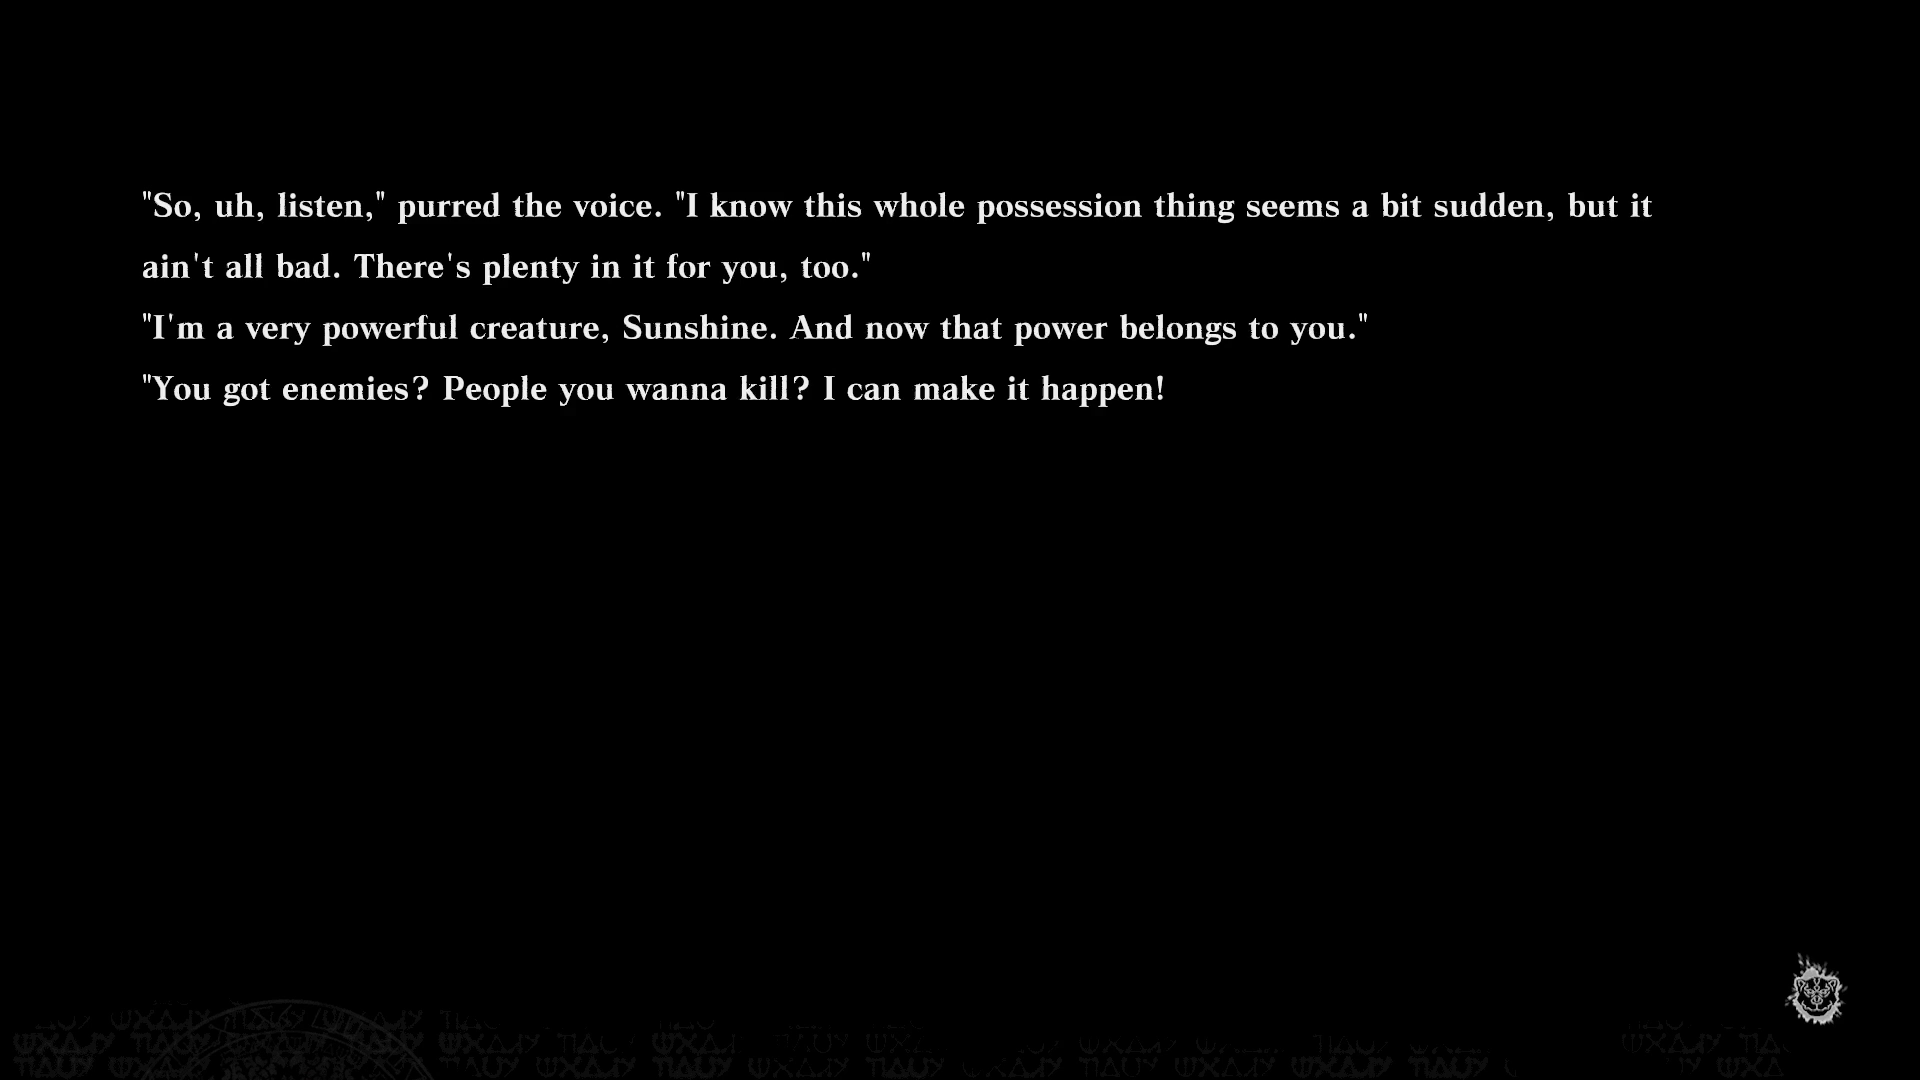 "So, uh, listen," purred the voice. "I know this whole possession thing seems a bit sudden, but it
ain't all bad. There's plenty in it for you, too."
"I'm a very powerful creature, Sunshine. And now that power belongs to you."
"You got enemies? People you wanna kill? I can make it happen!